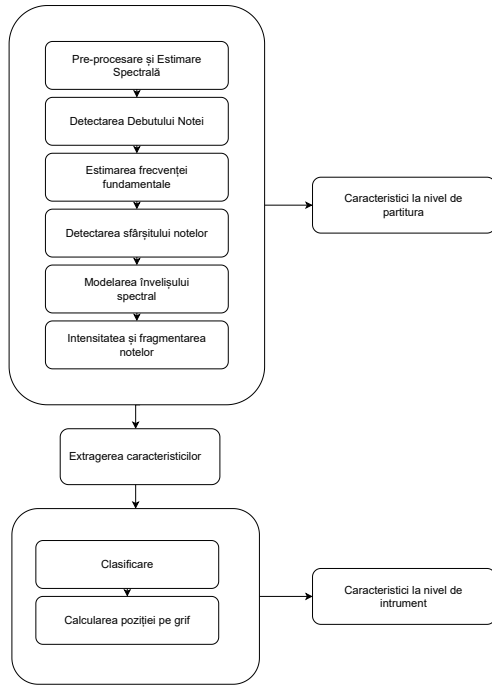 Pre-procesare și Estimare
Spectrală
Detectarea Debutului Notei
Estimarea frecvenței
fundamentale
Detectarea sfârșitului notelor
Modelarea învelișului
spectral
Intensitatea și fragmentarea
notelor
Caracteristici la nivel de
partitura
Extragerea caracteristicilor
Clasificare
Calcularea poziției pe grif
Caracteristici la nivel de
intrument